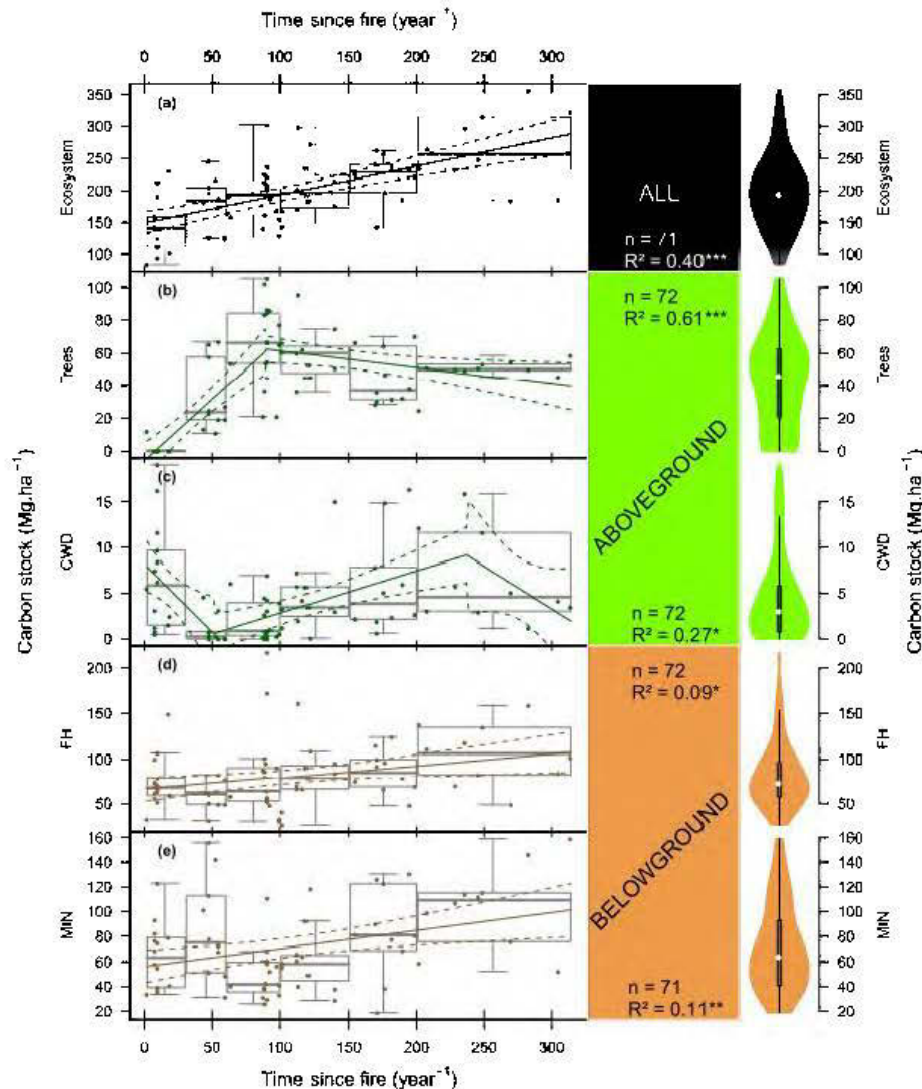 Time since fire (year⁻¹)
0 50 100 150 200 250 300
(a)
350
300
250
200
150
100
Ecosystem
ALL
n = 71
R² = 0.40***
350
300
250
200
150
100
Ecosystem
(b)
100
80
60
40
20
0
Trees
n = 72
R² = 0.61***
100
80
60
40
20
0
Trees
ABOVEGROUND
(c)
15
10
5
0
CWD
n = 72
R² = 0.27*
15
10
5
0
CWD
Carbon stock (Mg.ha⁻¹)
Carbon stock (Mg.ha⁻¹)
(d)
200
150
100
50
FH
n = 72
R² = 0.09*
200
150
100
50
FH
BELOWGROUND
(e)
160
140
120
100
80
60
40
20
MIN
n = 71
R² = 0.11**
160
140
120
100
80
60
40
20
MIN
0 50 100 150 200 250 300
Time since fire (year⁻¹)